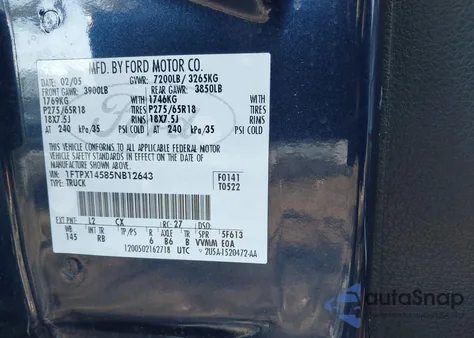 MFD. BY FORD MOTOR CO.
DATE: 02/05 GVWR: 7200LB/ 3265KG
FRONT GAWR: 3900LB REAR GAWR: 3850LB
1769KG WITH 1746KG WITH
P275/65R18 TIRES P275/65R18 TIRES
18X7.5J RIMS 18X7.5J RIMS
AT 240 kPa/35 PSI COLD AT 240 kPa/35 PSI COLD
THIS VEHICLE CONFORMS TO ALL APPLICABLE FEDERAL MOTOR
VEHICLE SAFETY STANDARDS IN EFFECT ON THE DATE OF MANUFACTURE
SHOWN ABOVE.
VIN: 1FTPX14585NB12643 F0141
TYPE: TRUCK T0522
EXT PNT: L2 CX RC: 27 DSO:
WB INT TR TP/PS R AXLE TR SPR 5F613
145 RB 6 B6 B VVMM E0A
1200502162718 UTC 2U5A-1520472-AA
Ford
autoSnap